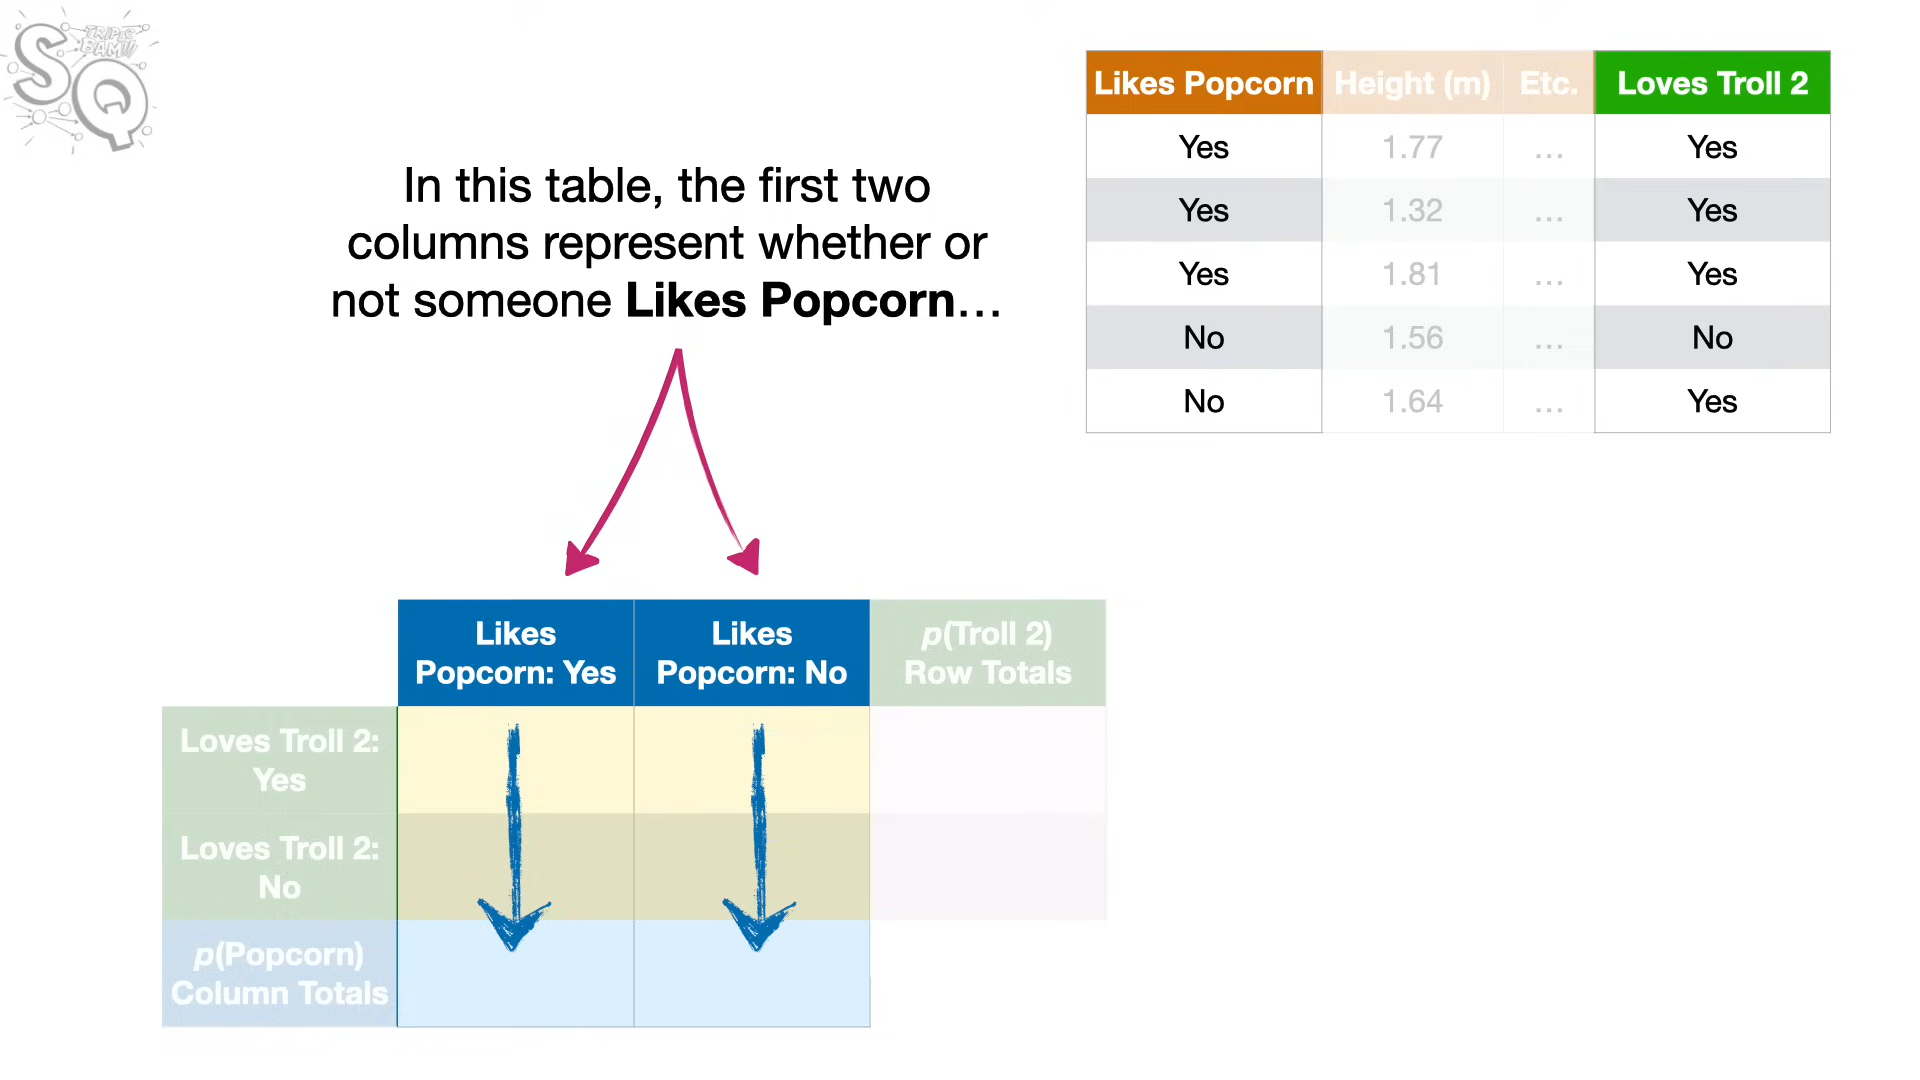 SQ
TRIPLE
BAM!!!
In this table, the first two
columns represent whether or
not someone Likes Popcorn…
Likes Popcorn Height (m) Etc. Loves Troll 2
Yes 1.77 … Yes
Yes 1.32 … Yes
Yes 1.81 … Yes
No 1.56 … No
No 1.64 … Yes
Likes
Popcorn: Yes
Likes
Popcorn: No
p(Troll 2)
Row Totals
Loves Troll 2:
Yes
Loves Troll 2:
No
p(Popcorn)
Column Totals